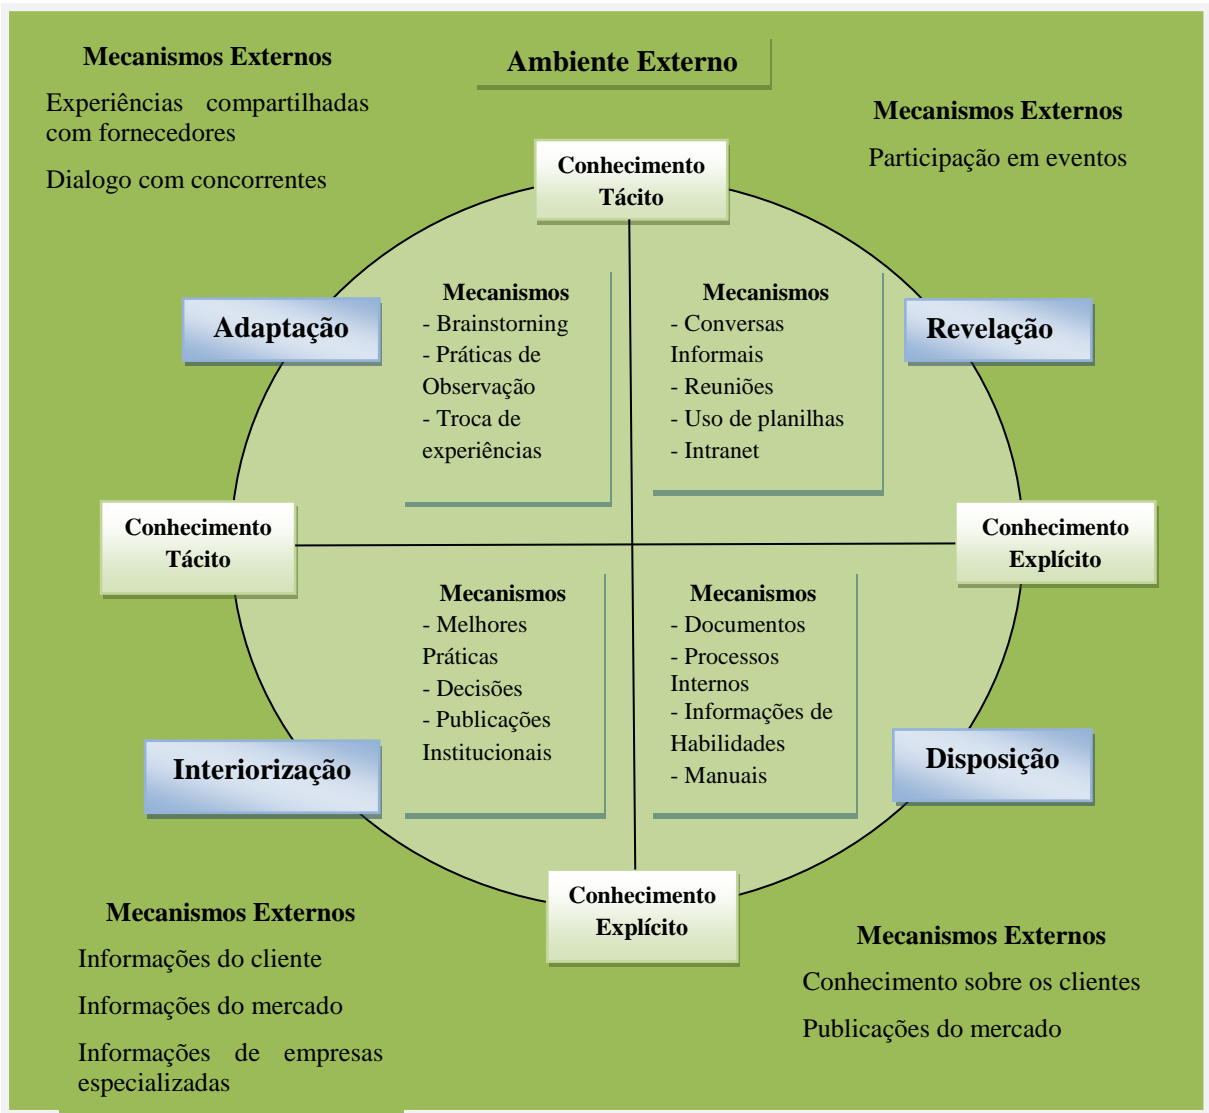 Mecanismos Externos
Experiências compartilhadas
com fornecedores
Dialogo com concorrentes
Ambiente Externo
Mecanismos Externos
Participação em eventos
Conhecimento
Tácito
Adaptação
Mecanismos
- Brainstorning
- Práticas de
Observação
- Troca de
experiências
Mecanismos
- Conversas
Informais
- Reuniões
- Uso de planilhas
- Intranet
Revelação
Conhecimento
Tácito
Conhecimento
Explícito
Interiorização
Mecanismos
- Melhores
Práticas
- Decisões
- Publicações
Institucionais
Mecanismos
- Documentos
- Processos
Internos
- Informações de
Habilidades
- Manuais
Disposição
Conhecimento
Explícito
Mecanismos Externos
Informações do cliente
Informações do mercado
Informações de empresas
especializadas
Mecanismos Externos
Conhecimento sobre os clientes
Publicações do mercado